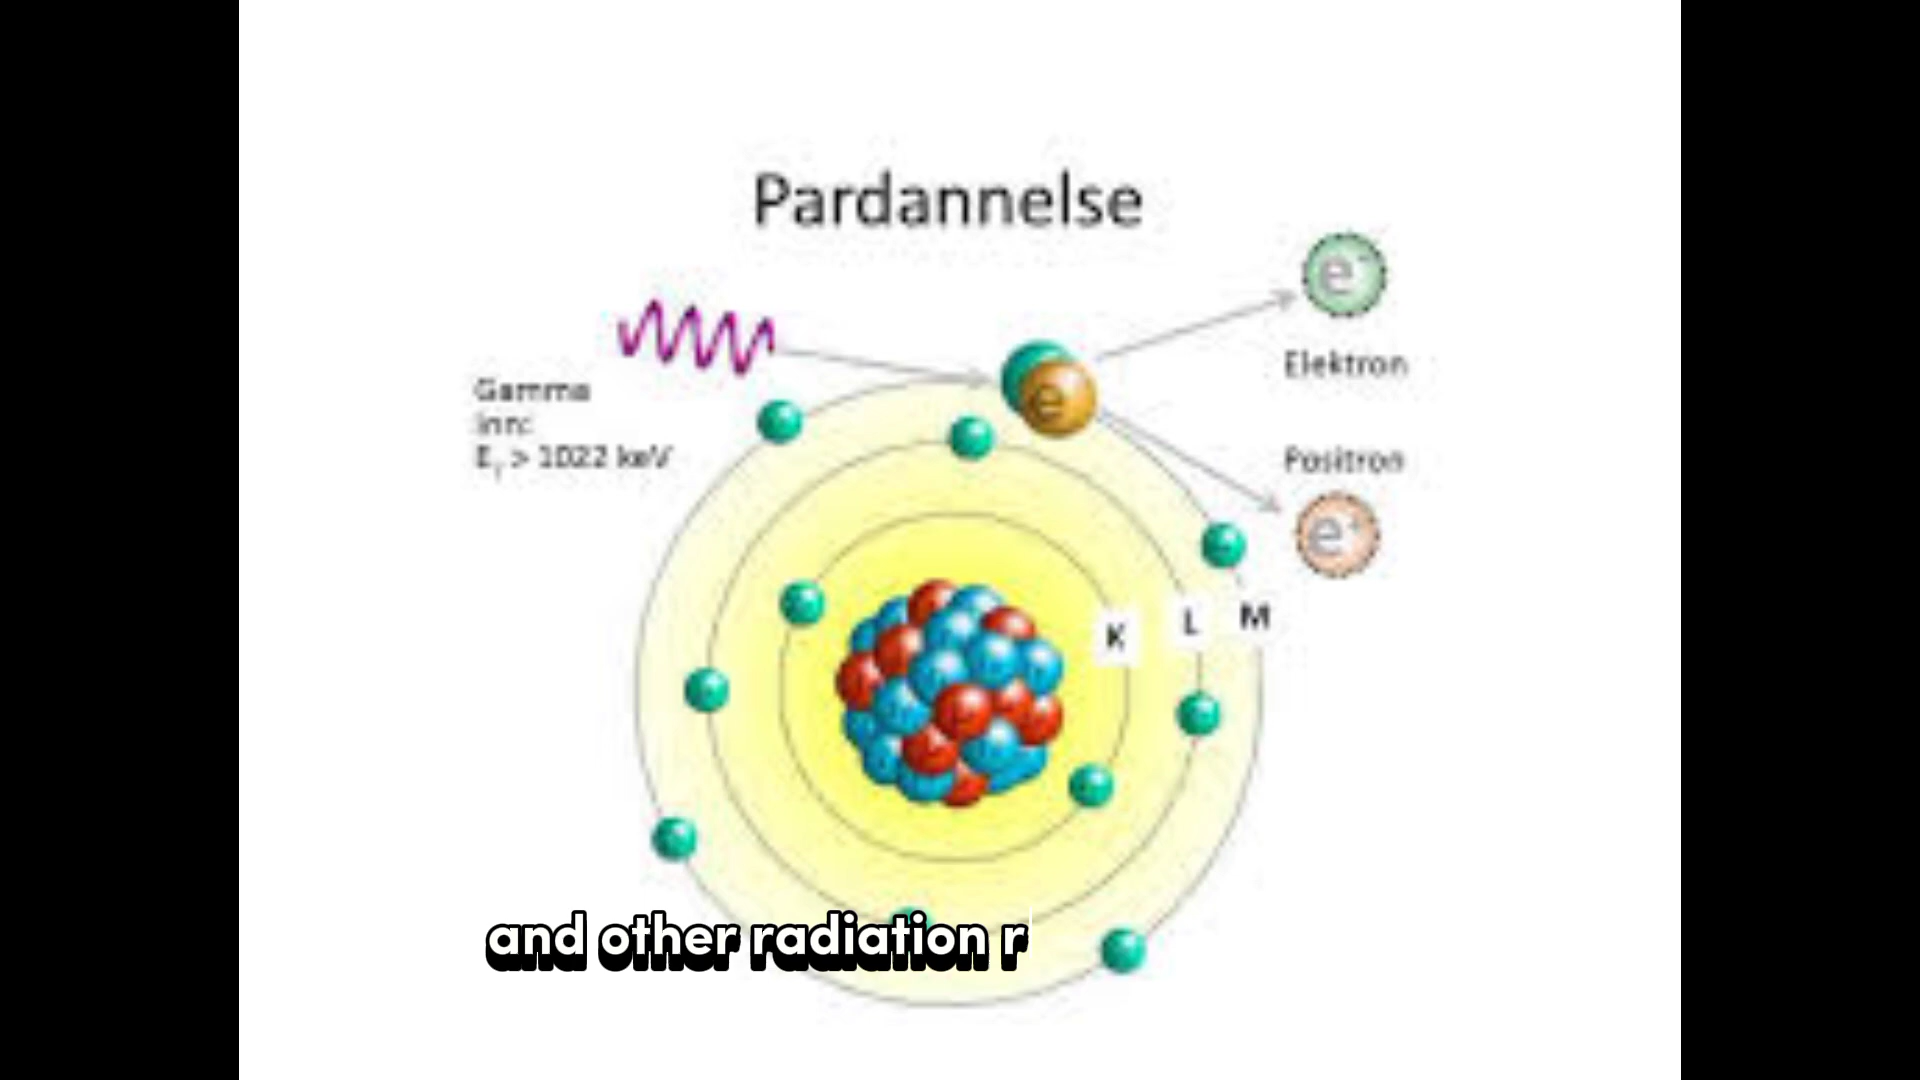 Pardannelse
e-
Elektron
Gamma
inn:
Eγ > 1022 keV
e
Positron
e+
K L M
and other radiation r